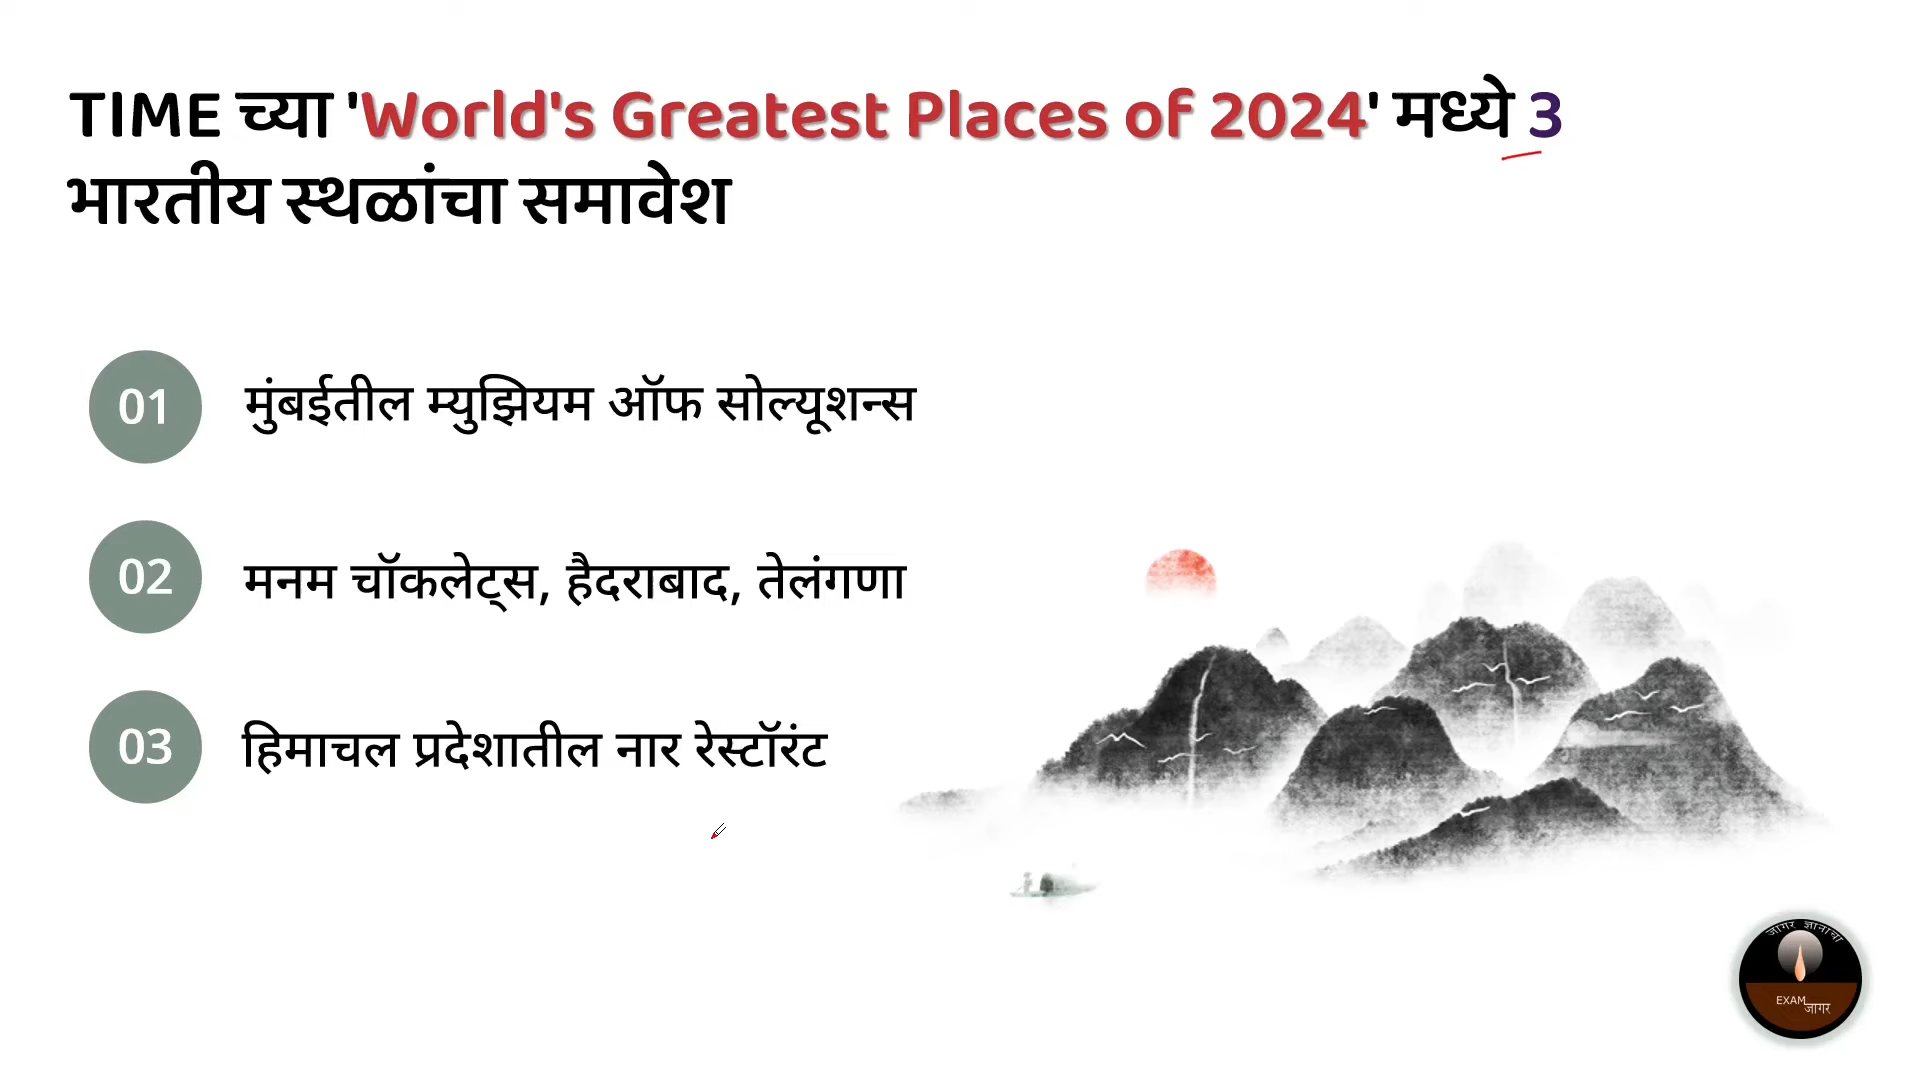 TIME च्या 'World's Greatest Places of 2024' मध्ये 3
भारतीय स्थळांचा समावेश
01 मुंबईतील म्युझियम ऑफ सोल्यूशन्स
02 मनम चॉकलेट्स, हैदराबाद, तेलंगणा
03 हिमाचल प्रदेशातील नार रेस्टॉरंट
जागर ज्ञानाचा
EXAM जागर